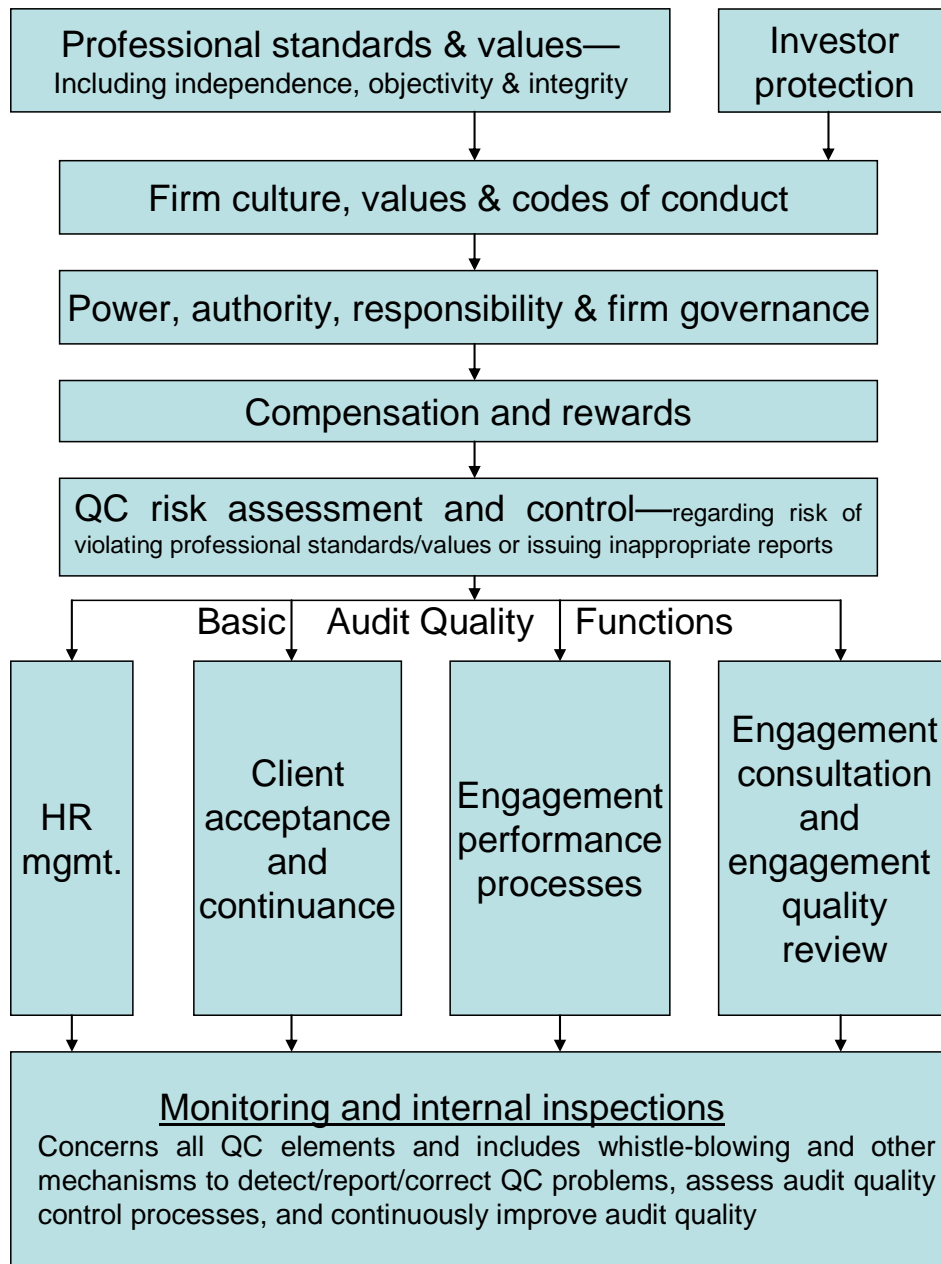 Professional standards & values—
Including independence, objectivity & integrity
Investor
protection
Firm culture, values & codes of conduct
Power, authority, responsibility & firm governance
Compensation and rewards
QC risk assessment and control—regarding risk of
violating professional standards/values or issuing inappropriate reports
Basic Audit Quality Functions
HR
mgmt.
Client
acceptance
and
continuance
Engagement
performance
processes
Engagement
consultation
and
engagement
quality
review
Monitoring and internal inspections
Concerns all QC elements and includes whistle-blowing and other
mechanisms to detect/report/correct QC problems, assess audit quality
control processes, and continuously improve audit quality